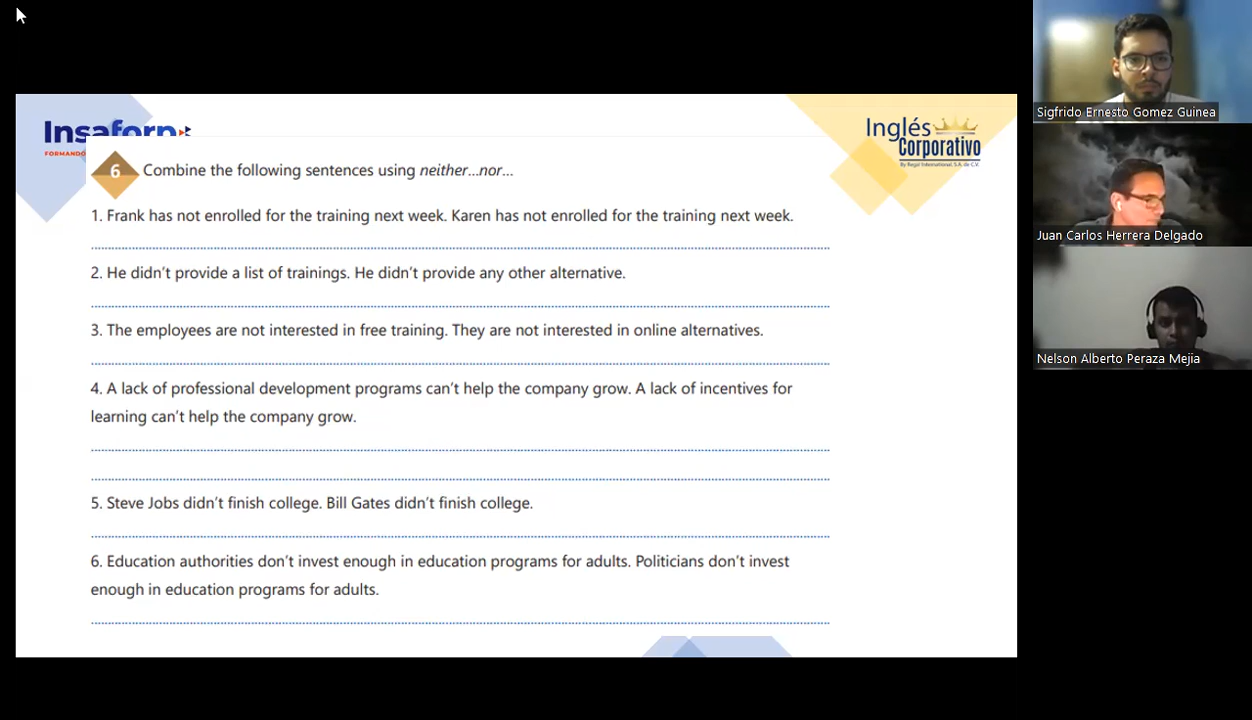 Insaforp
FORMANDO
Inglés
Corporativo
By Regal International, S.A. de C.V.
6 Combine the following sentences using neither...nor...
1. Frank has not enrolled for the training next week. Karen has not enrolled for the training next week.
2. He didn't provide a list of trainings. He didn't provide any other alternative.
3. The employees are not interested in free training. They are not interested in online alternatives.
4. A lack of professional development programs can't help the company grow. A lack of incentives for
learning can't help the company grow.
5. Steve Jobs didn't finish college. Bill Gates didn't finish college.
6. Education authorities don't invest enough in education programs for adults. Politicians don't invest
enough in education programs for adults.
Sigfrido Ernesto Gomez Guinea
Juan Carlos Herrera Delgado
Nelson Alberto Peraza Mejia